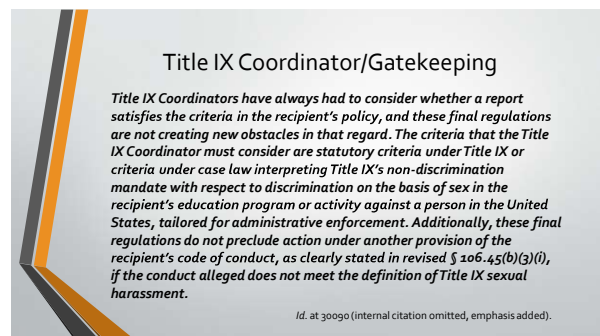 Title IX Coordinator/Gatekeeping
Title IX Coordinators have always had to consider whether a report
satisfies the criteria in the recipient's policy, and these final regulations
are not creating new obstacles in that regard. The criteria that the Title
IX Coordinator must consider are statutory criteria under Title IX or
criteria under case law interpreting Title IX's non-discrimination
mandate with respect to discrimination on the basis of sex in the
recipient's education program or activity against a person in the United
States, tailored for administrative enforcement. Additionally, these final
regulations do not preclude action under another provision of the
recipient's code of conduct, as clearly stated in revised § 106.45(b)(3)(i),
if the conduct alleged does not meet the definition of Title IX sexual
harassment.
Id. at 30090 (internal citation omitted, emphasis added).